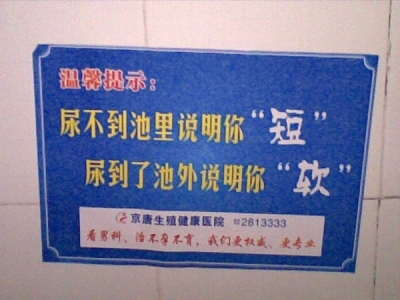 温馨提示：
尿不到池里说明你“短”
尿到了池外说明你“软”
京唐生殖健康医院 ☎2813333
看男科、治不孕不育，我们更权威、更专业